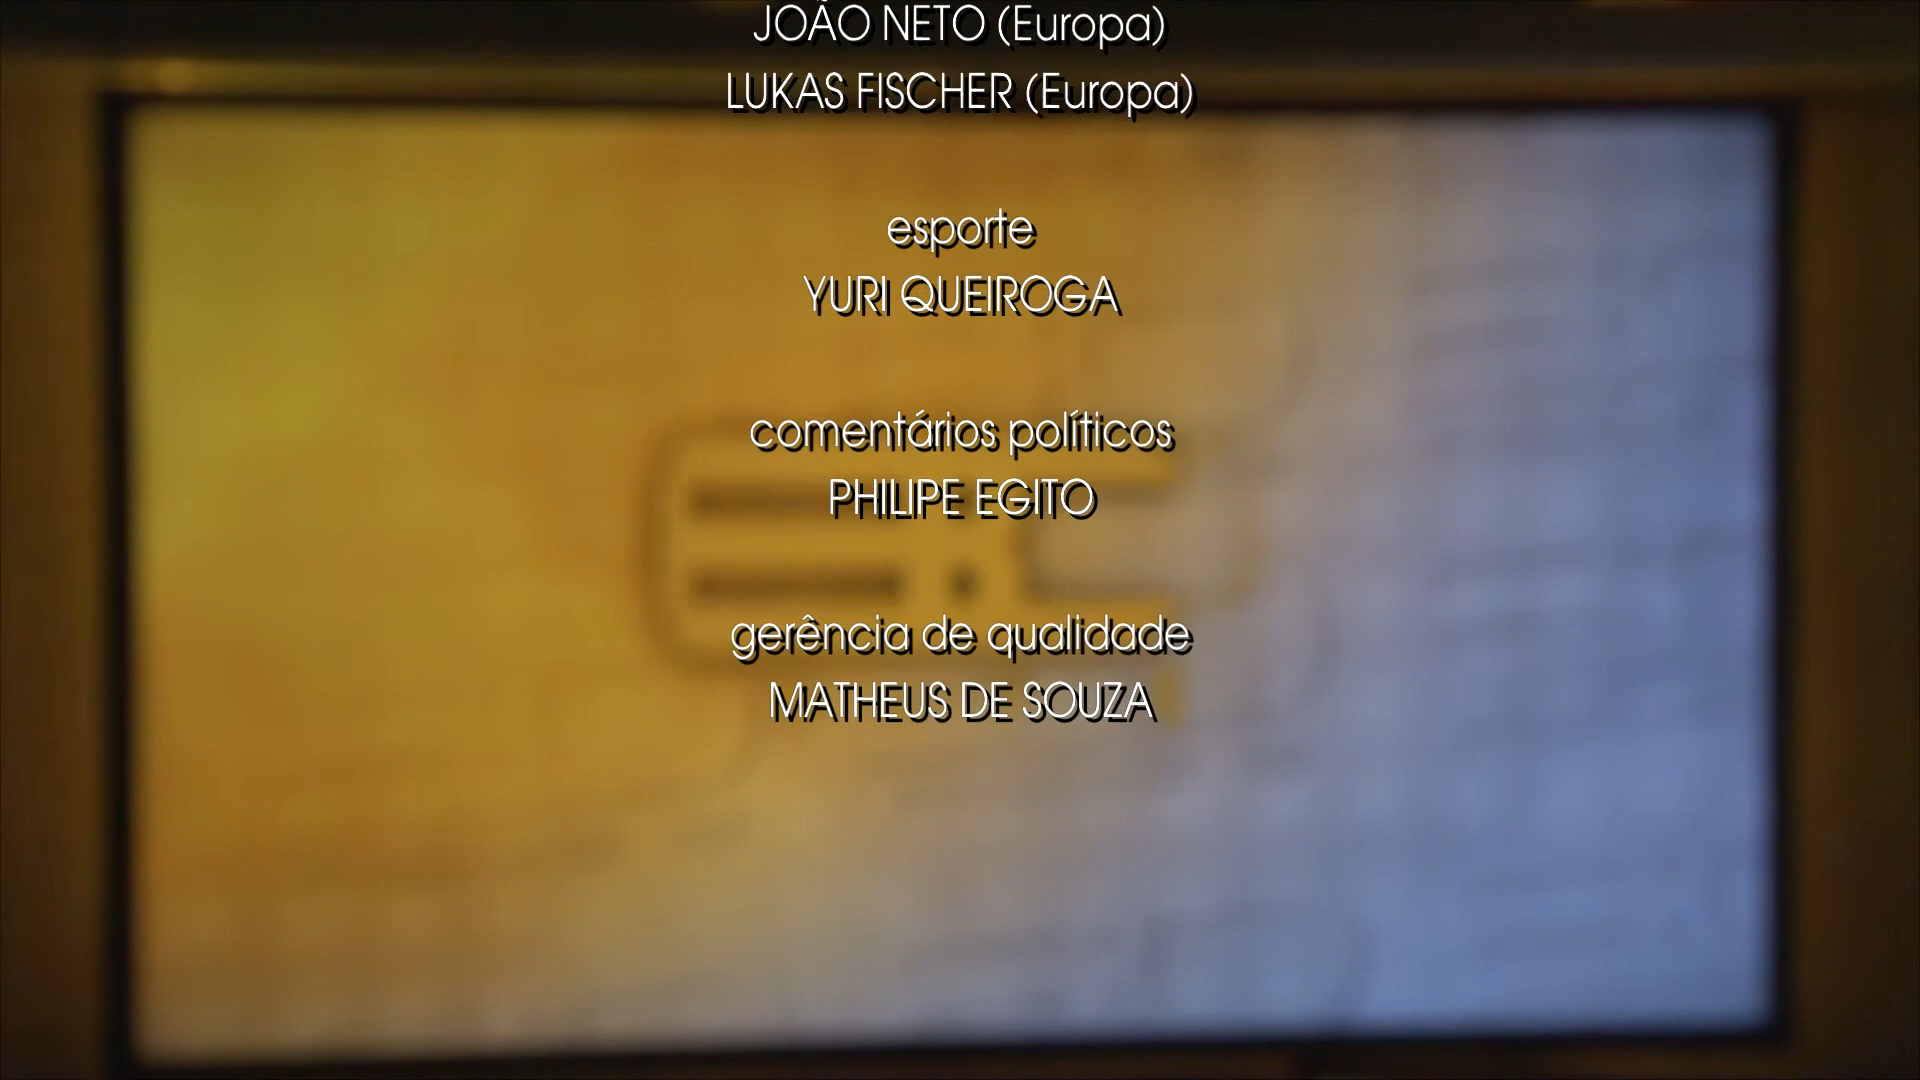 JOÃO NETO (Europa)
LUKAS FISCHER (Europa)
esporte
YURI QUEIROGA
comentários políticos
PHILIPE EGITO
gerência de qualidade
MATHEUS DE SOUZA